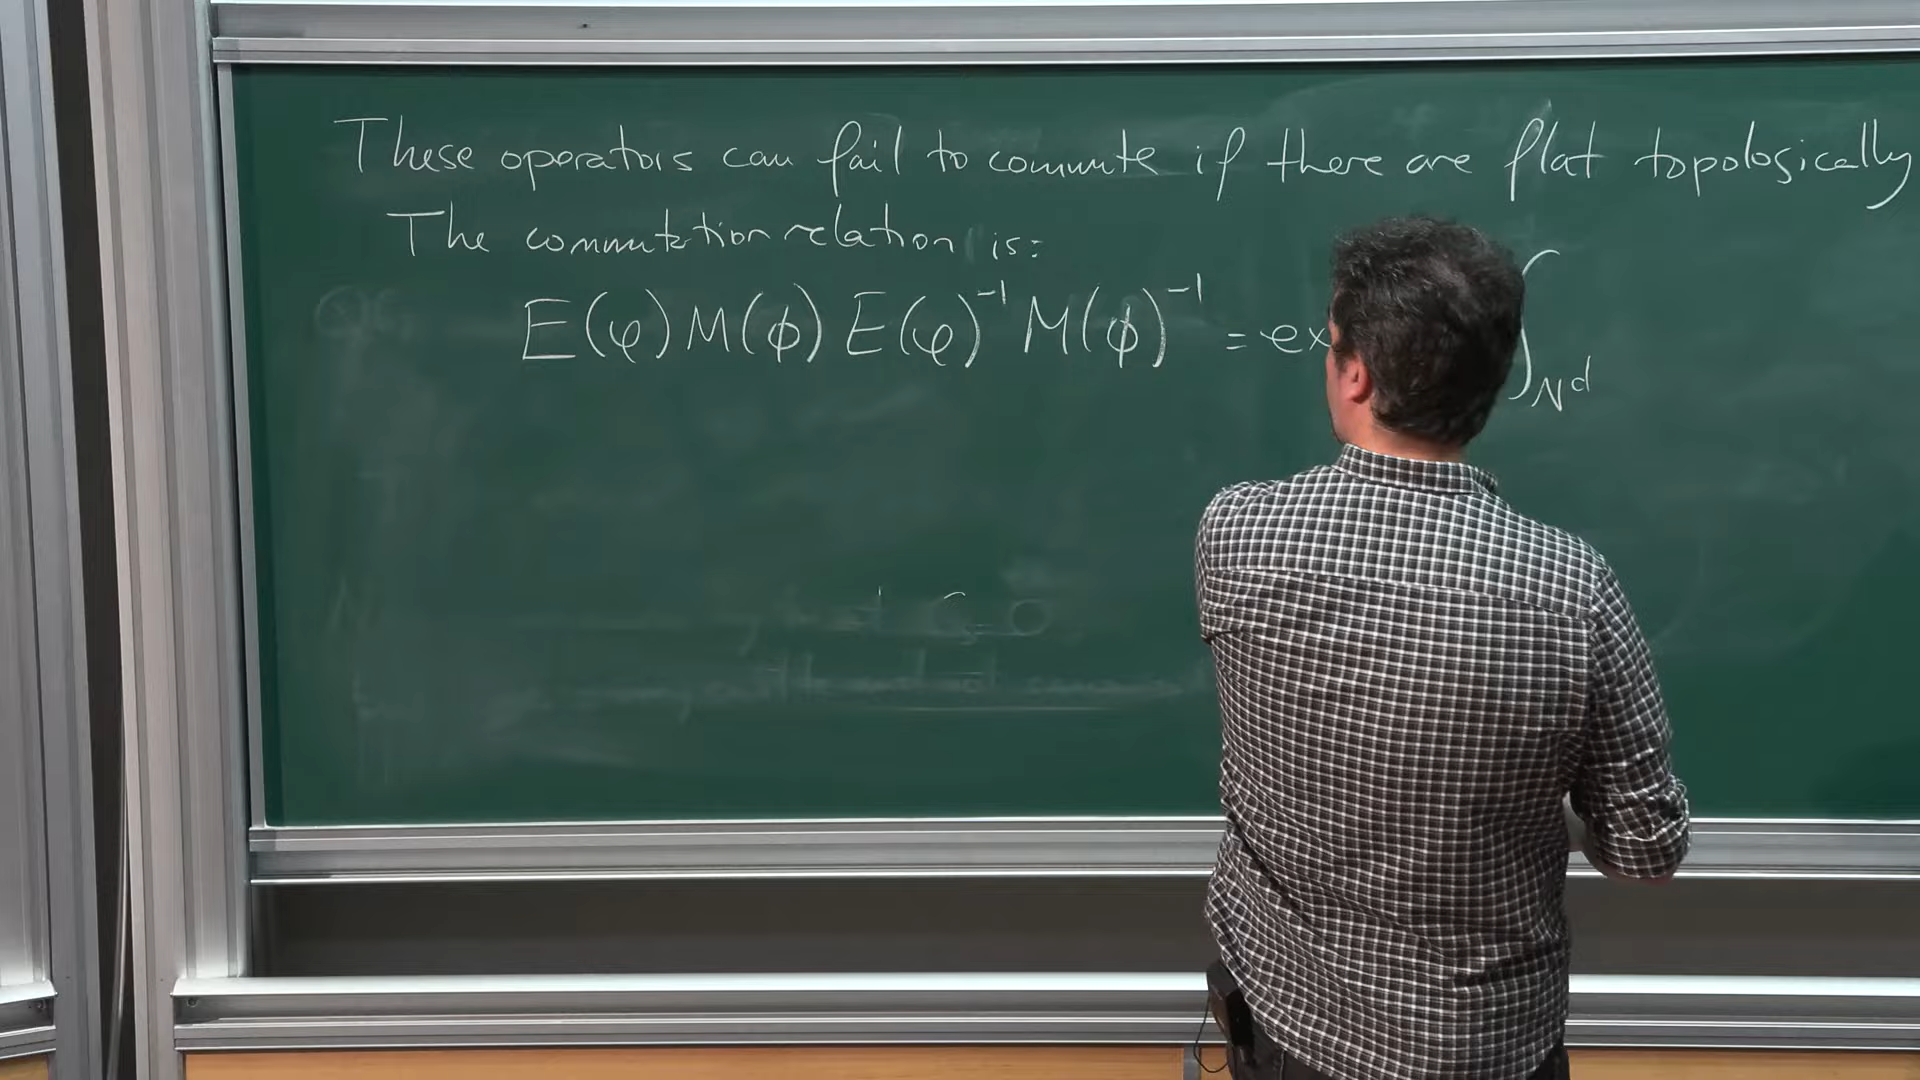 These operators can fail to commute if there are flat topologically
The commutation relation is:
E(φ) M(ϕ) E(φ)⁻¹ M(ϕ)⁻¹ = ex ∫_{N^d}